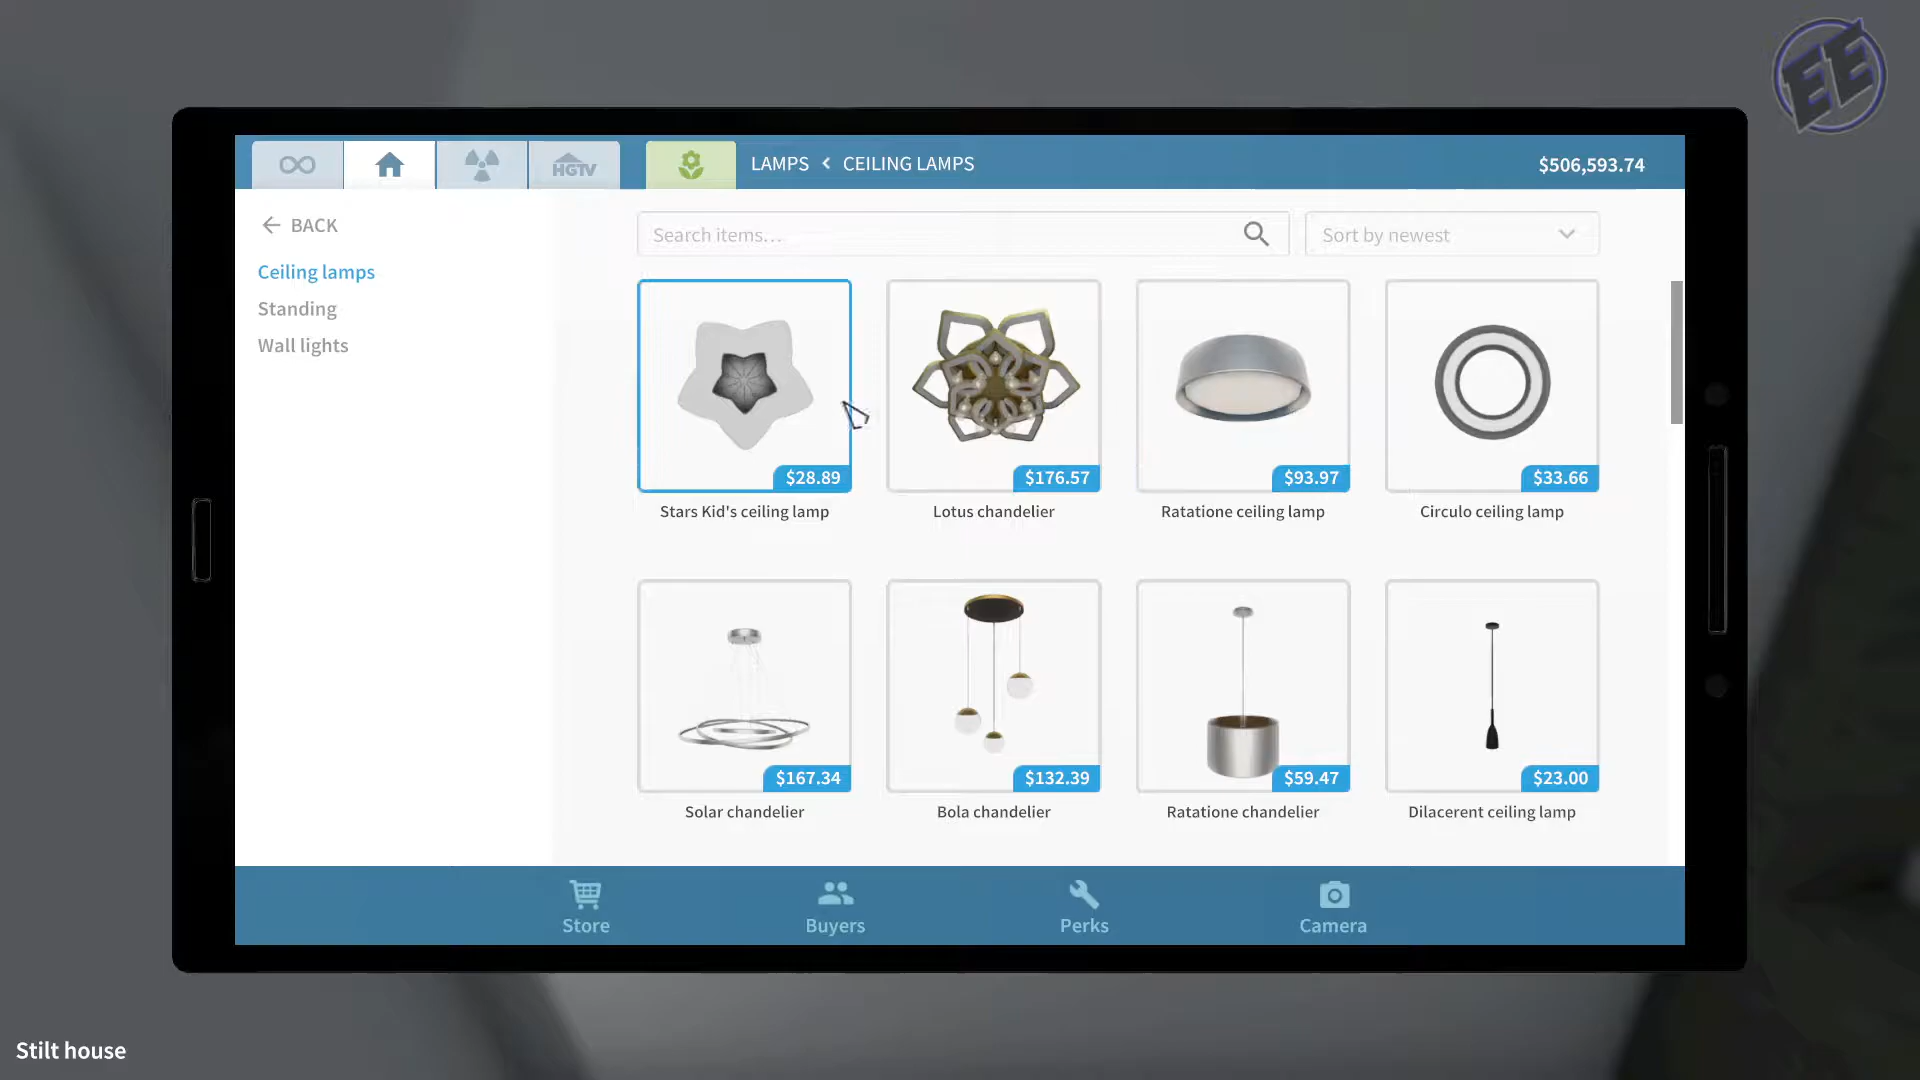 EE
HGTV
LAMPS < CEILING LAMPS
$506,593.74
BACK
Search items...
Sort by newest
Ceiling lamps
Standing
Wall lights
$28.89
$176.57
$93.97
$33.66
Stars Kid's ceiling lamp
Lotus chandelier
Ratatione ceiling lamp
Circulo ceiling lamp
$167.34
$132.39
$59.47
$23.00
Solar chandelier
Bola chandelier
Ratatione chandelier
Dilacerent ceiling lamp
Store
Buyers
Perks
Camera
Stilt house